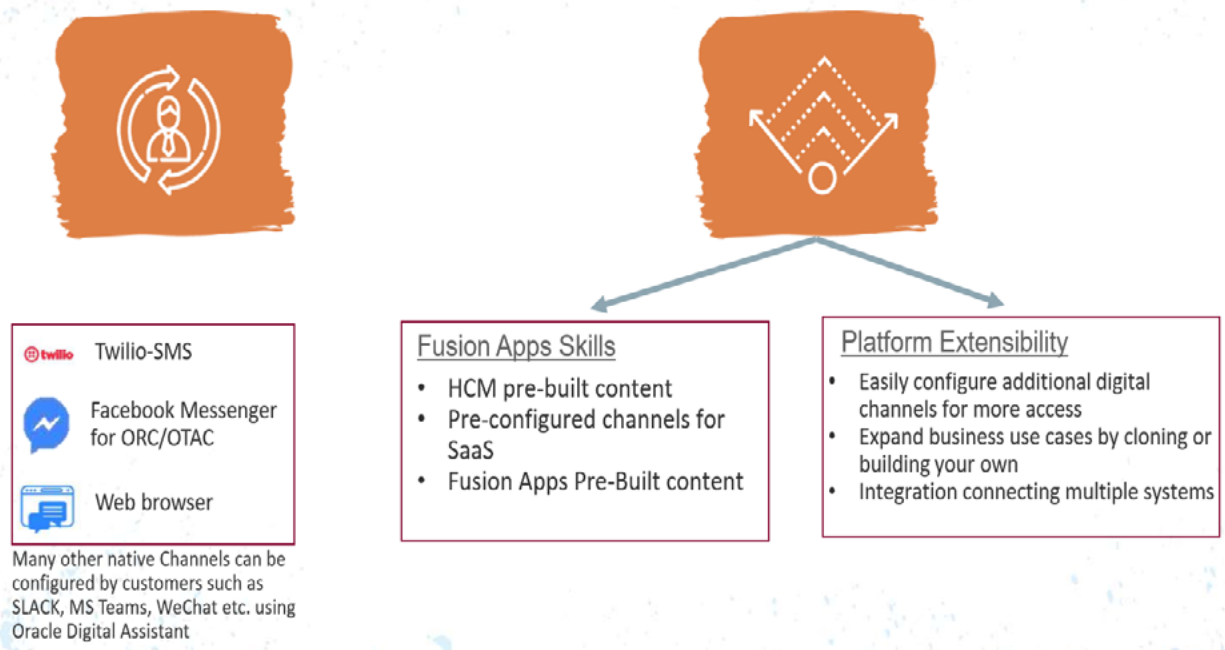 twilio Twilio-SMS
Facebook Messenger
for ORC/OTAC
Web browser
Many other native Channels can be
configured by customers such as
SLACK, MS Teams, WeChat etc. using
Oracle Digital Assistant
Fusion Apps Skills
• HCM pre-built content
• Pre-configured channels for
SaaS
• Fusion Apps Pre-Built content
Platform Extensibility
• Easily configure additional digital
channels for more access
• Expand business use cases by cloning or
building your own
• Integration connecting multiple systems